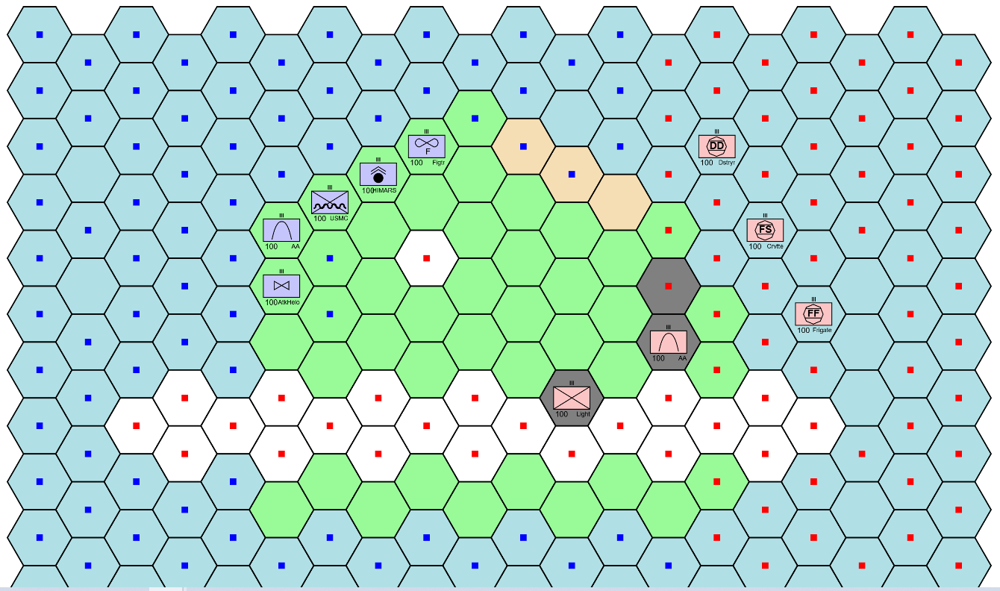 III
F
100 Figtr
III
DD
100 Dstryr
III
100HIMARS
III
100 USMC
III
100 AA
III
FS
100 Crvtte
III
100AtkHelo
III
FF
100 Frigate
III
100 AA
III
100 Light